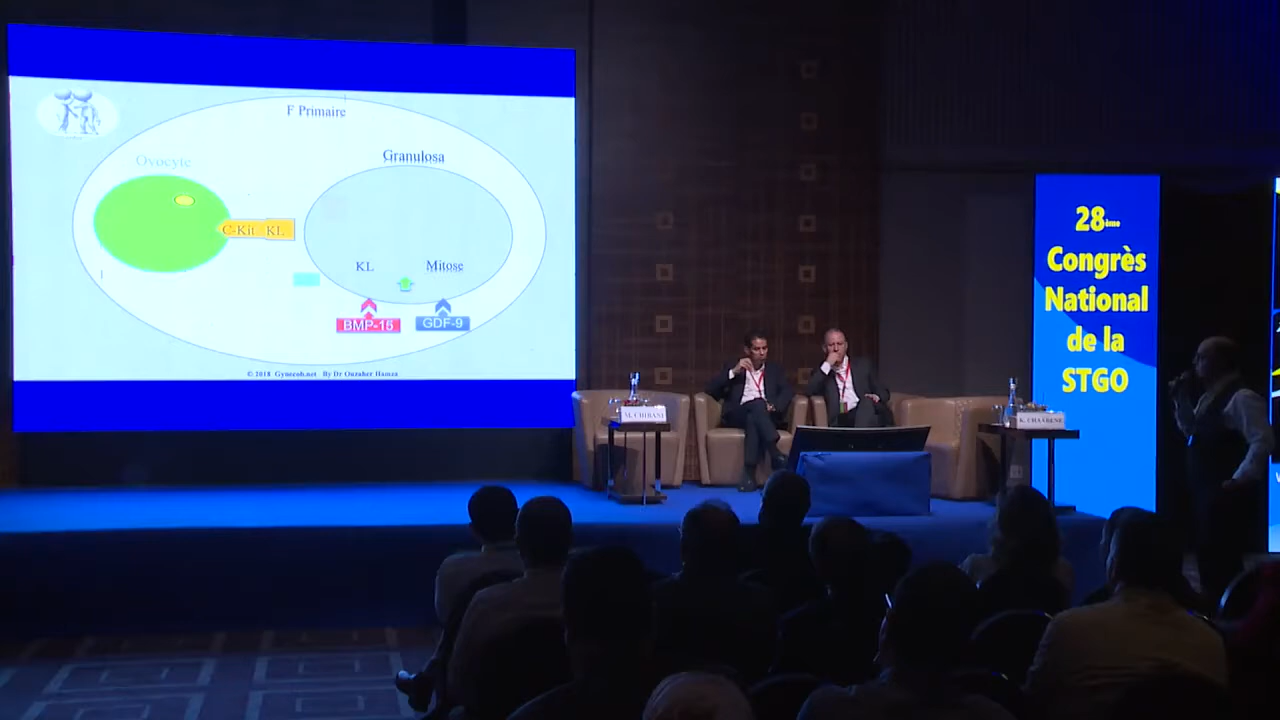 F Primaire
Ovocyte
Granulosa
C-Kit KL
KL
Mitose
BMP-15
GDF-9
© 2018 Gynecob.net By Dr Ouzaher Hamza
M. CHIBANI
28ème
Congrès
National
de la
STGO